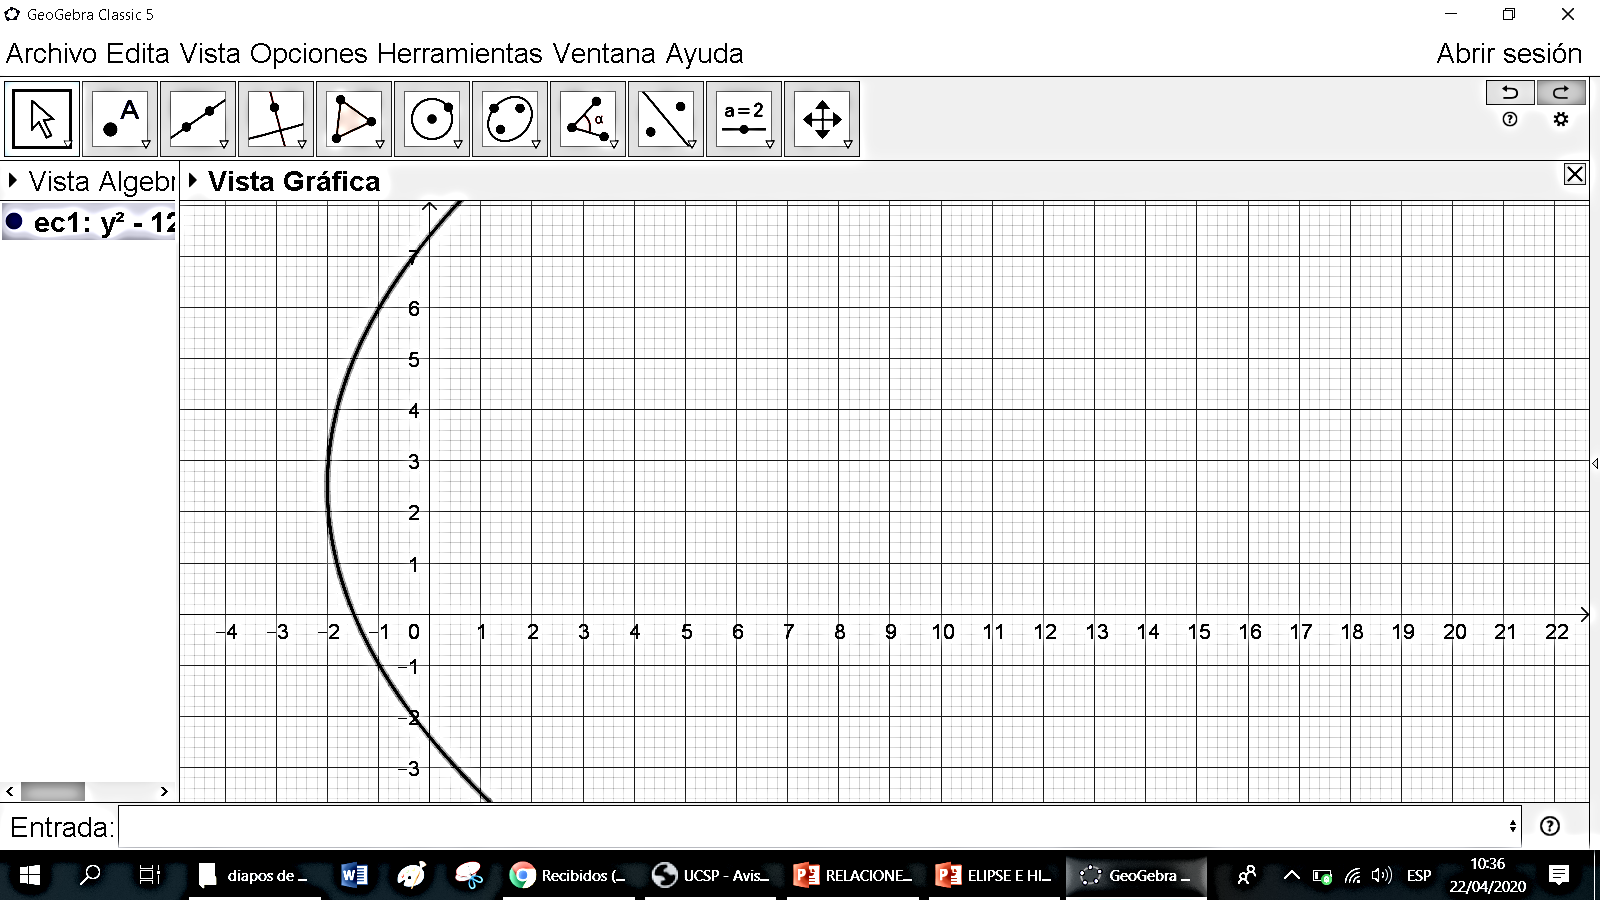 GeoGebra Classic 5
Archivo Edita Vista Opciones Herramientas Ventana Ayuda
Abrir sesión
A
α
a=2
Vista Algebr
Vista Gráfica
ec1: y² - 12
7
6
5
4
3
2
1
−4 −3 −2 −1 0 1 2 3 4 5 6 7 8 9 10 11 12 13 14 15 16 17 18 19 20 21 22
−1
−2
−3
Entrada:
diapos de ...
Recibidos (...
UCSP - Avis...
RELACIONE...
ELIPSE E HI...
GeoGebra ...
ESP
10:36
22/04/2020